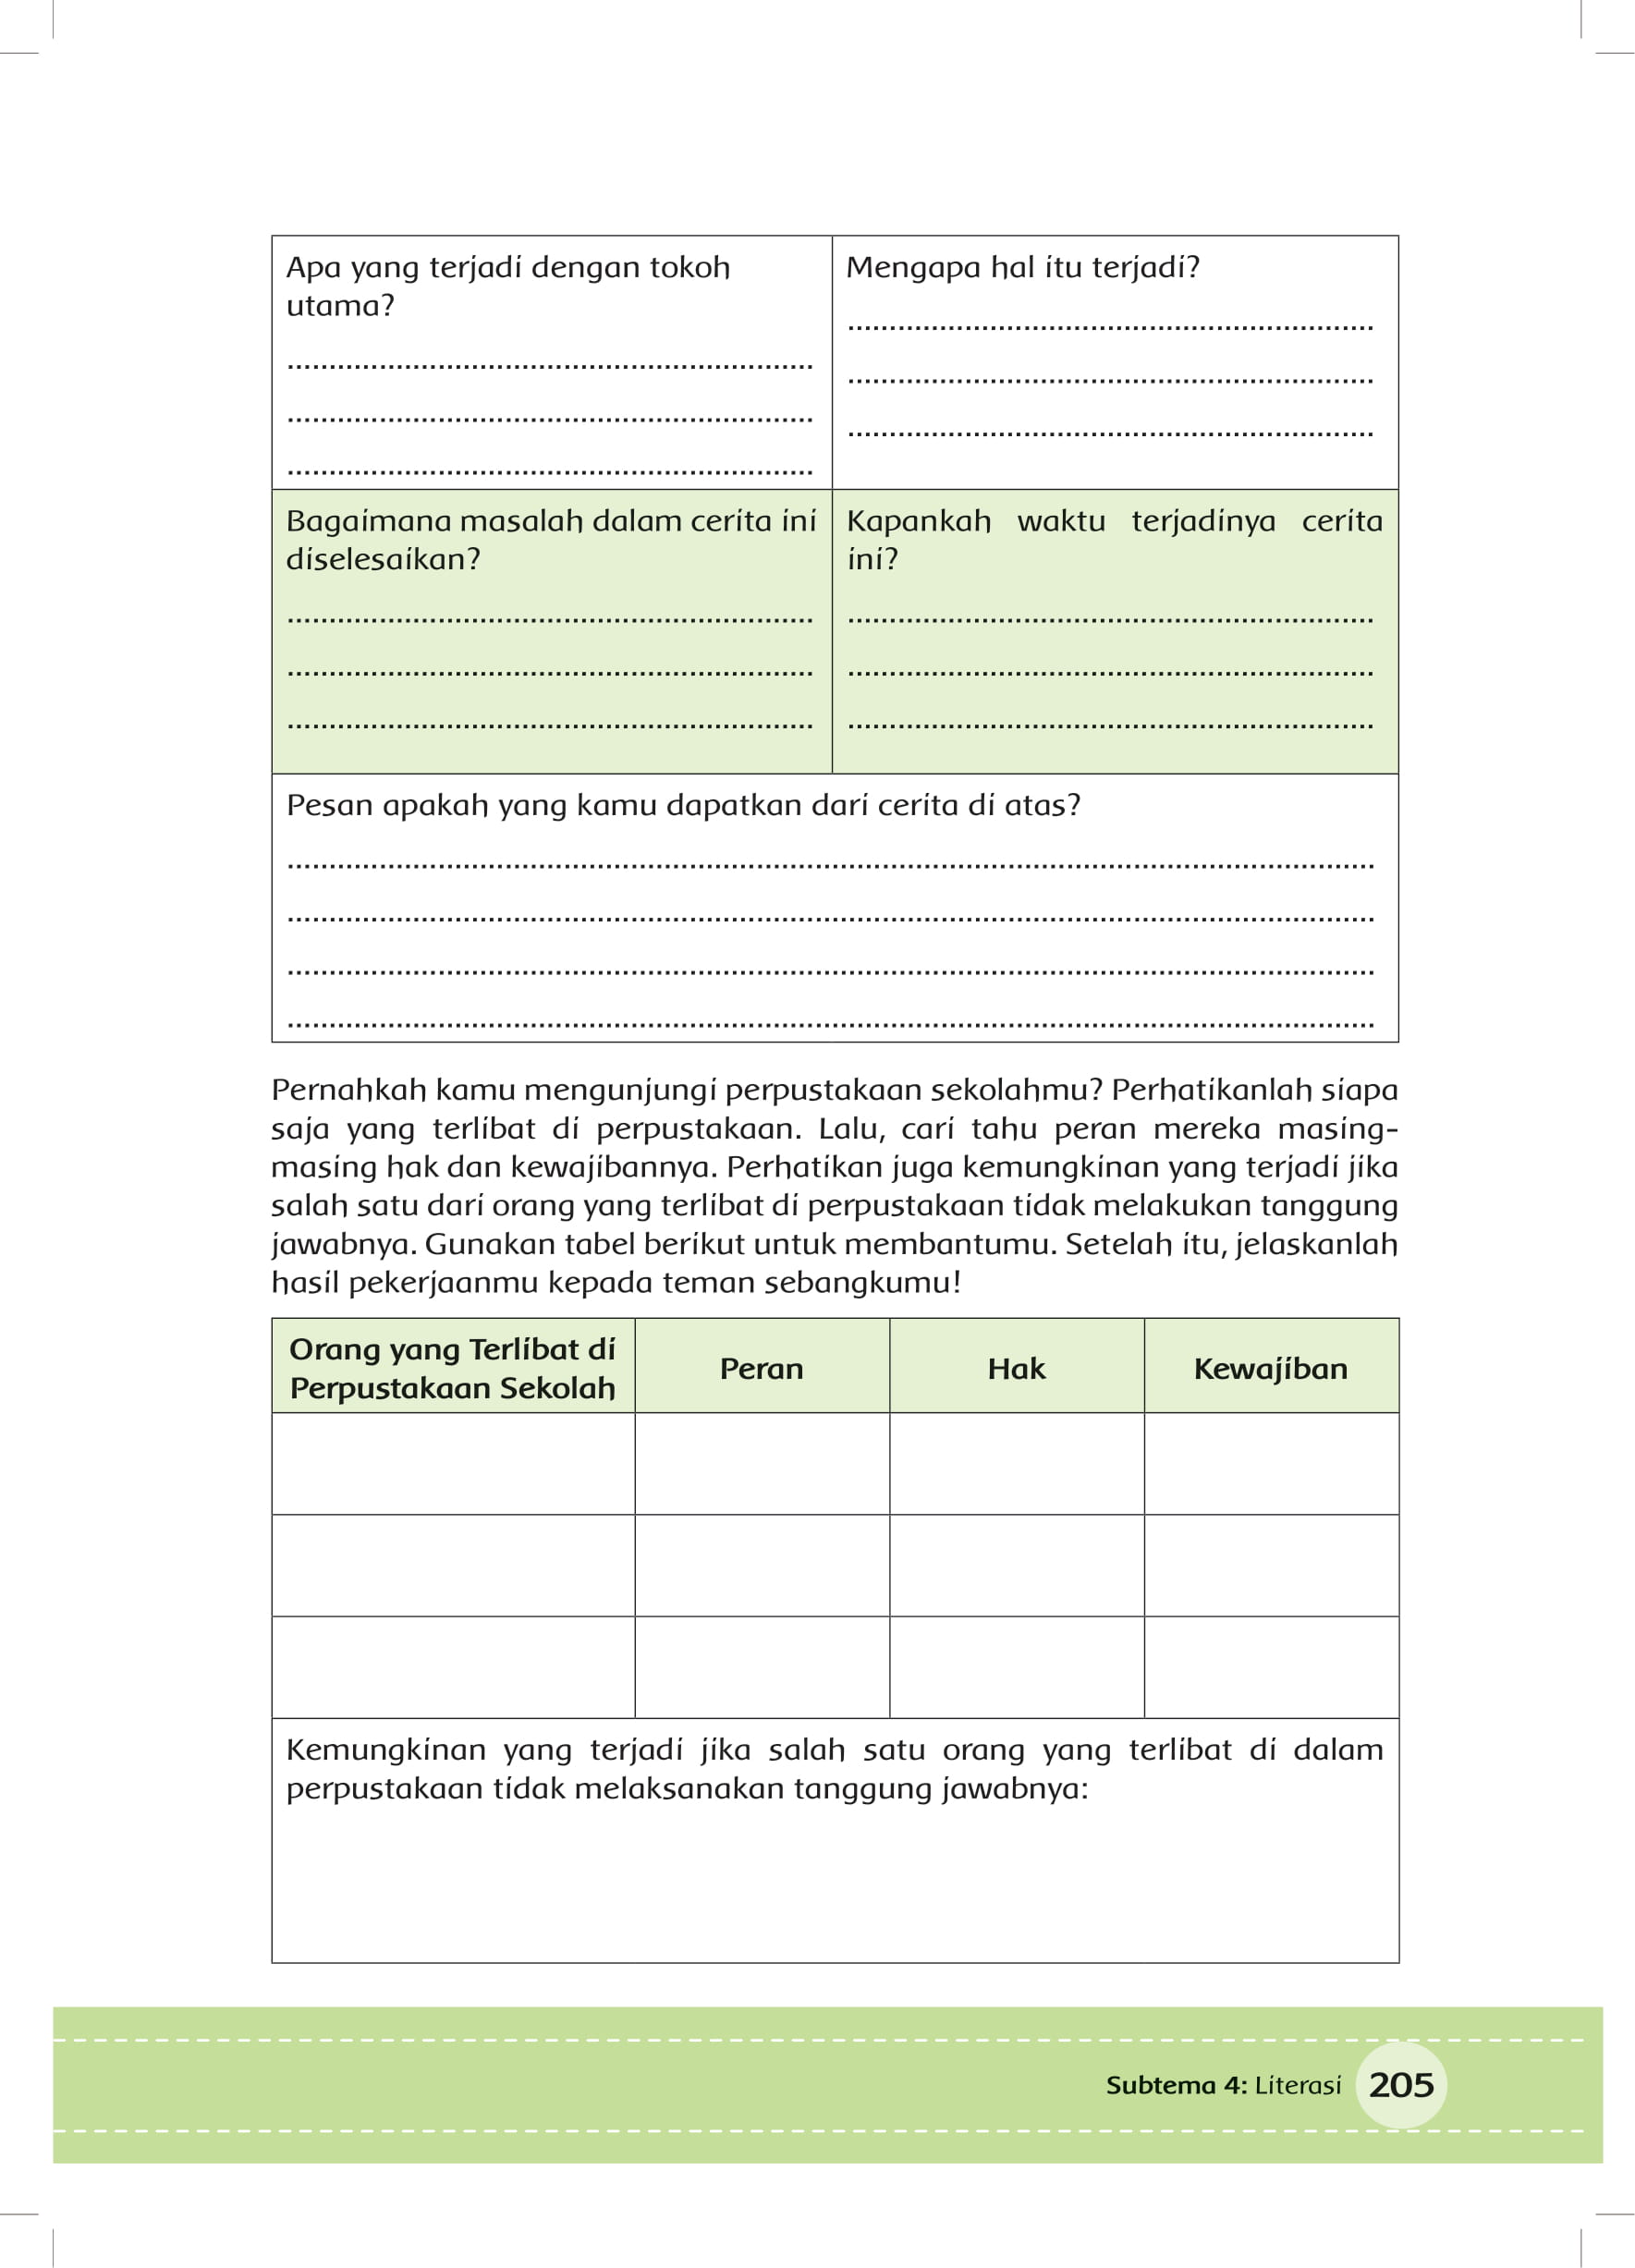 Apa yang terjadi dengan tokoh
utama?
............................................................
............................................................
............................................................
Mengapa hal itu terjadi?
............................................................
............................................................
............................................................
Bagaimana masalah dalam cerita ini
diselesaikan?
............................................................
............................................................
............................................................
Kapankah waktu terjadinya cerita
ini?
............................................................
............................................................
............................................................
Pesan apakah yang kamu dapatkan dari cerita di atas?
............................................................................................................................
............................................................................................................................
............................................................................................................................
............................................................................................................................
Pernahkah kamu mengunjungi perpustakaan sekolahmu? Perhatikanlah siapa
saja yang terlibat di perpustakaan. Lalu, cari tahu peran mereka masing-
masing hak dan kewajibannya. Perhatikan juga kemungkinan yang terjadi jika
salah satu dari orang yang terlibat di perpustakaan tidak melakukan tanggung
jawabnya. Gunakan tabel berikut untuk membantumu. Setelah itu, jelaskanlah
hasil pekerjaanmu kepada teman sebangkumu!
Orang yang Terlibat di
Perpustakaan Sekolah
Peran
Hak
Kewajiban
Kemungkinan yang terjadi jika salah satu orang yang terlibat di dalam
perpustakaan tidak melaksanakan tanggung jawabnya:
Subtema 4: Literasi
205